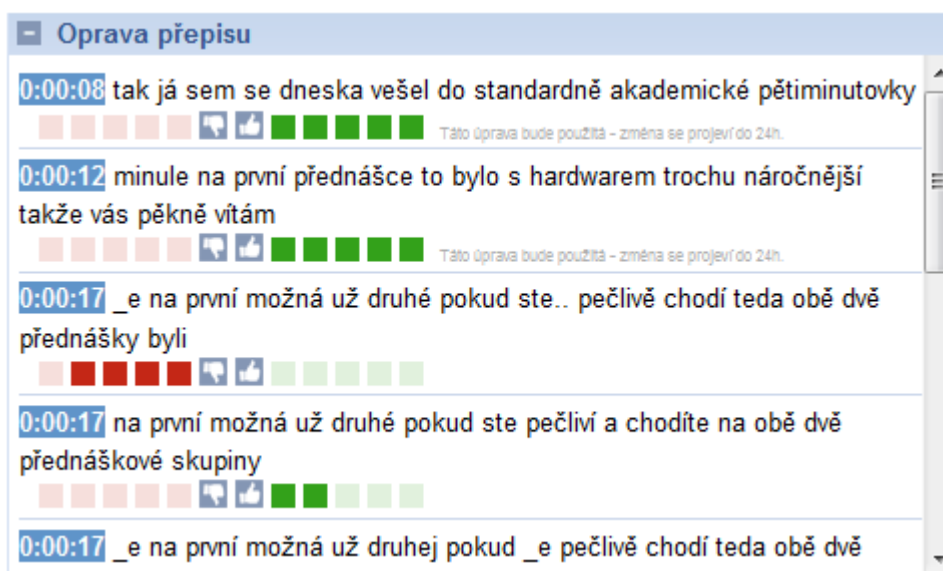 Oprava přepisu
0:00:08 tak já sem se dneska vešel do standardně akademické pětiminutovky
Táto úprava bude použitá - změna se projeví do 24h.
0:00:12 minule na první přednášce to bylo s hardwarem trochu náročnější
takže vás pěkně vítám
Táto úprava bude použitá - změna se projeví do 24h.
0:00:17 _e na první možná už druhé pokud ste.. pečlivě chodí teda obě dvě
přednášky byli
0:00:17 na první možná už druhé pokud ste pečliví a chodíte na obě dvě
přednáškové skupiny
0:00:17 _e na první možná už druhej pokud _e pečlivě chodí teda obě dvě